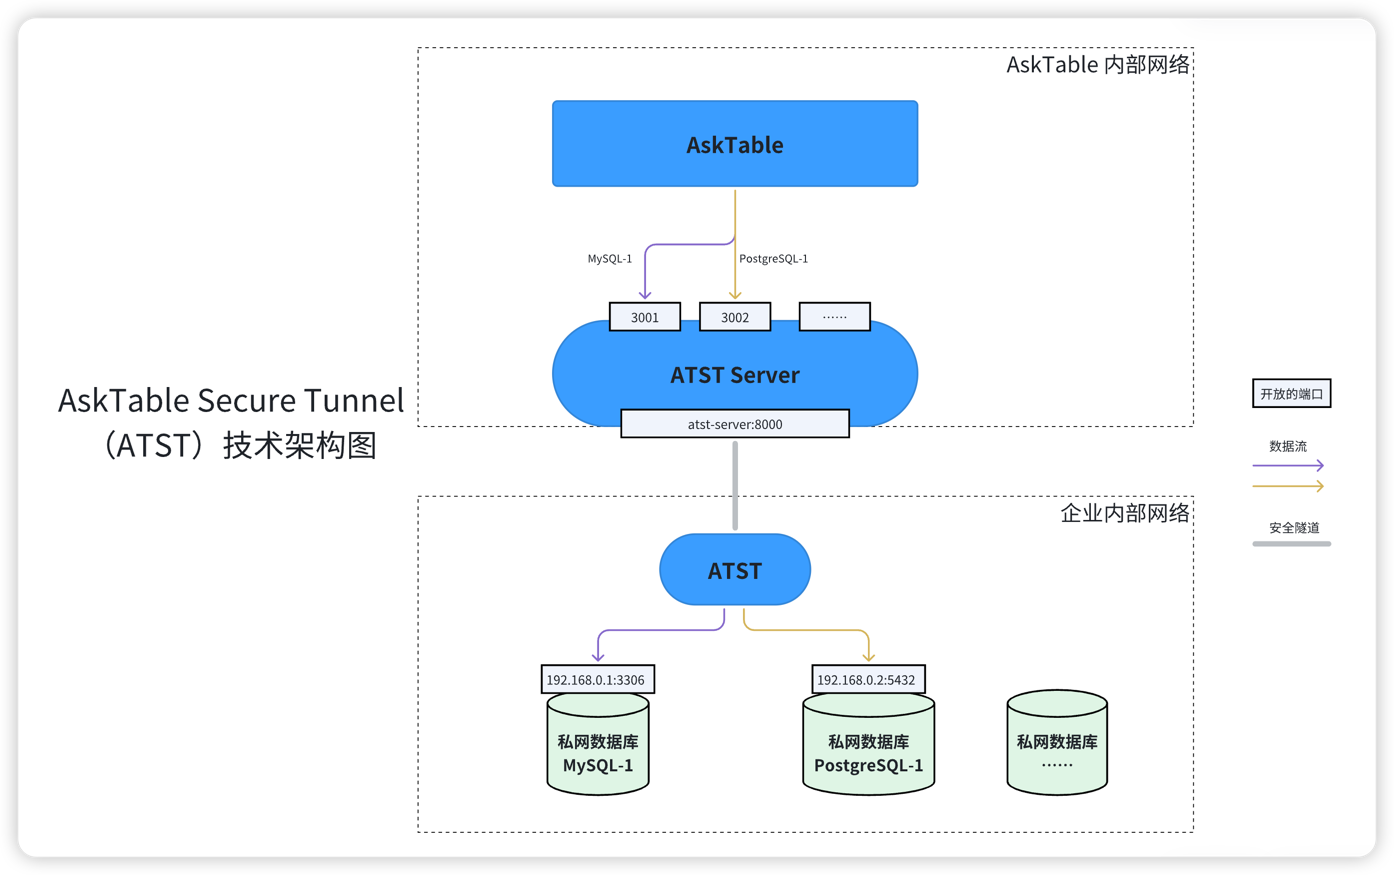 AskTable 内部网络
AskTable
MySQL-1
PostgreSQL-1
3001
3002
······
ATST Server
atst-server:8000
AskTable Secure Tunnel
（ATST）技术架构图
开放的端口
数据流
安全隧道
企业内部网络
ATST
192.168.0.1:3306
192.168.0.2:5432
私网数据库
MySQL-1
私网数据库
PostgreSQL-1
私网数据库
······